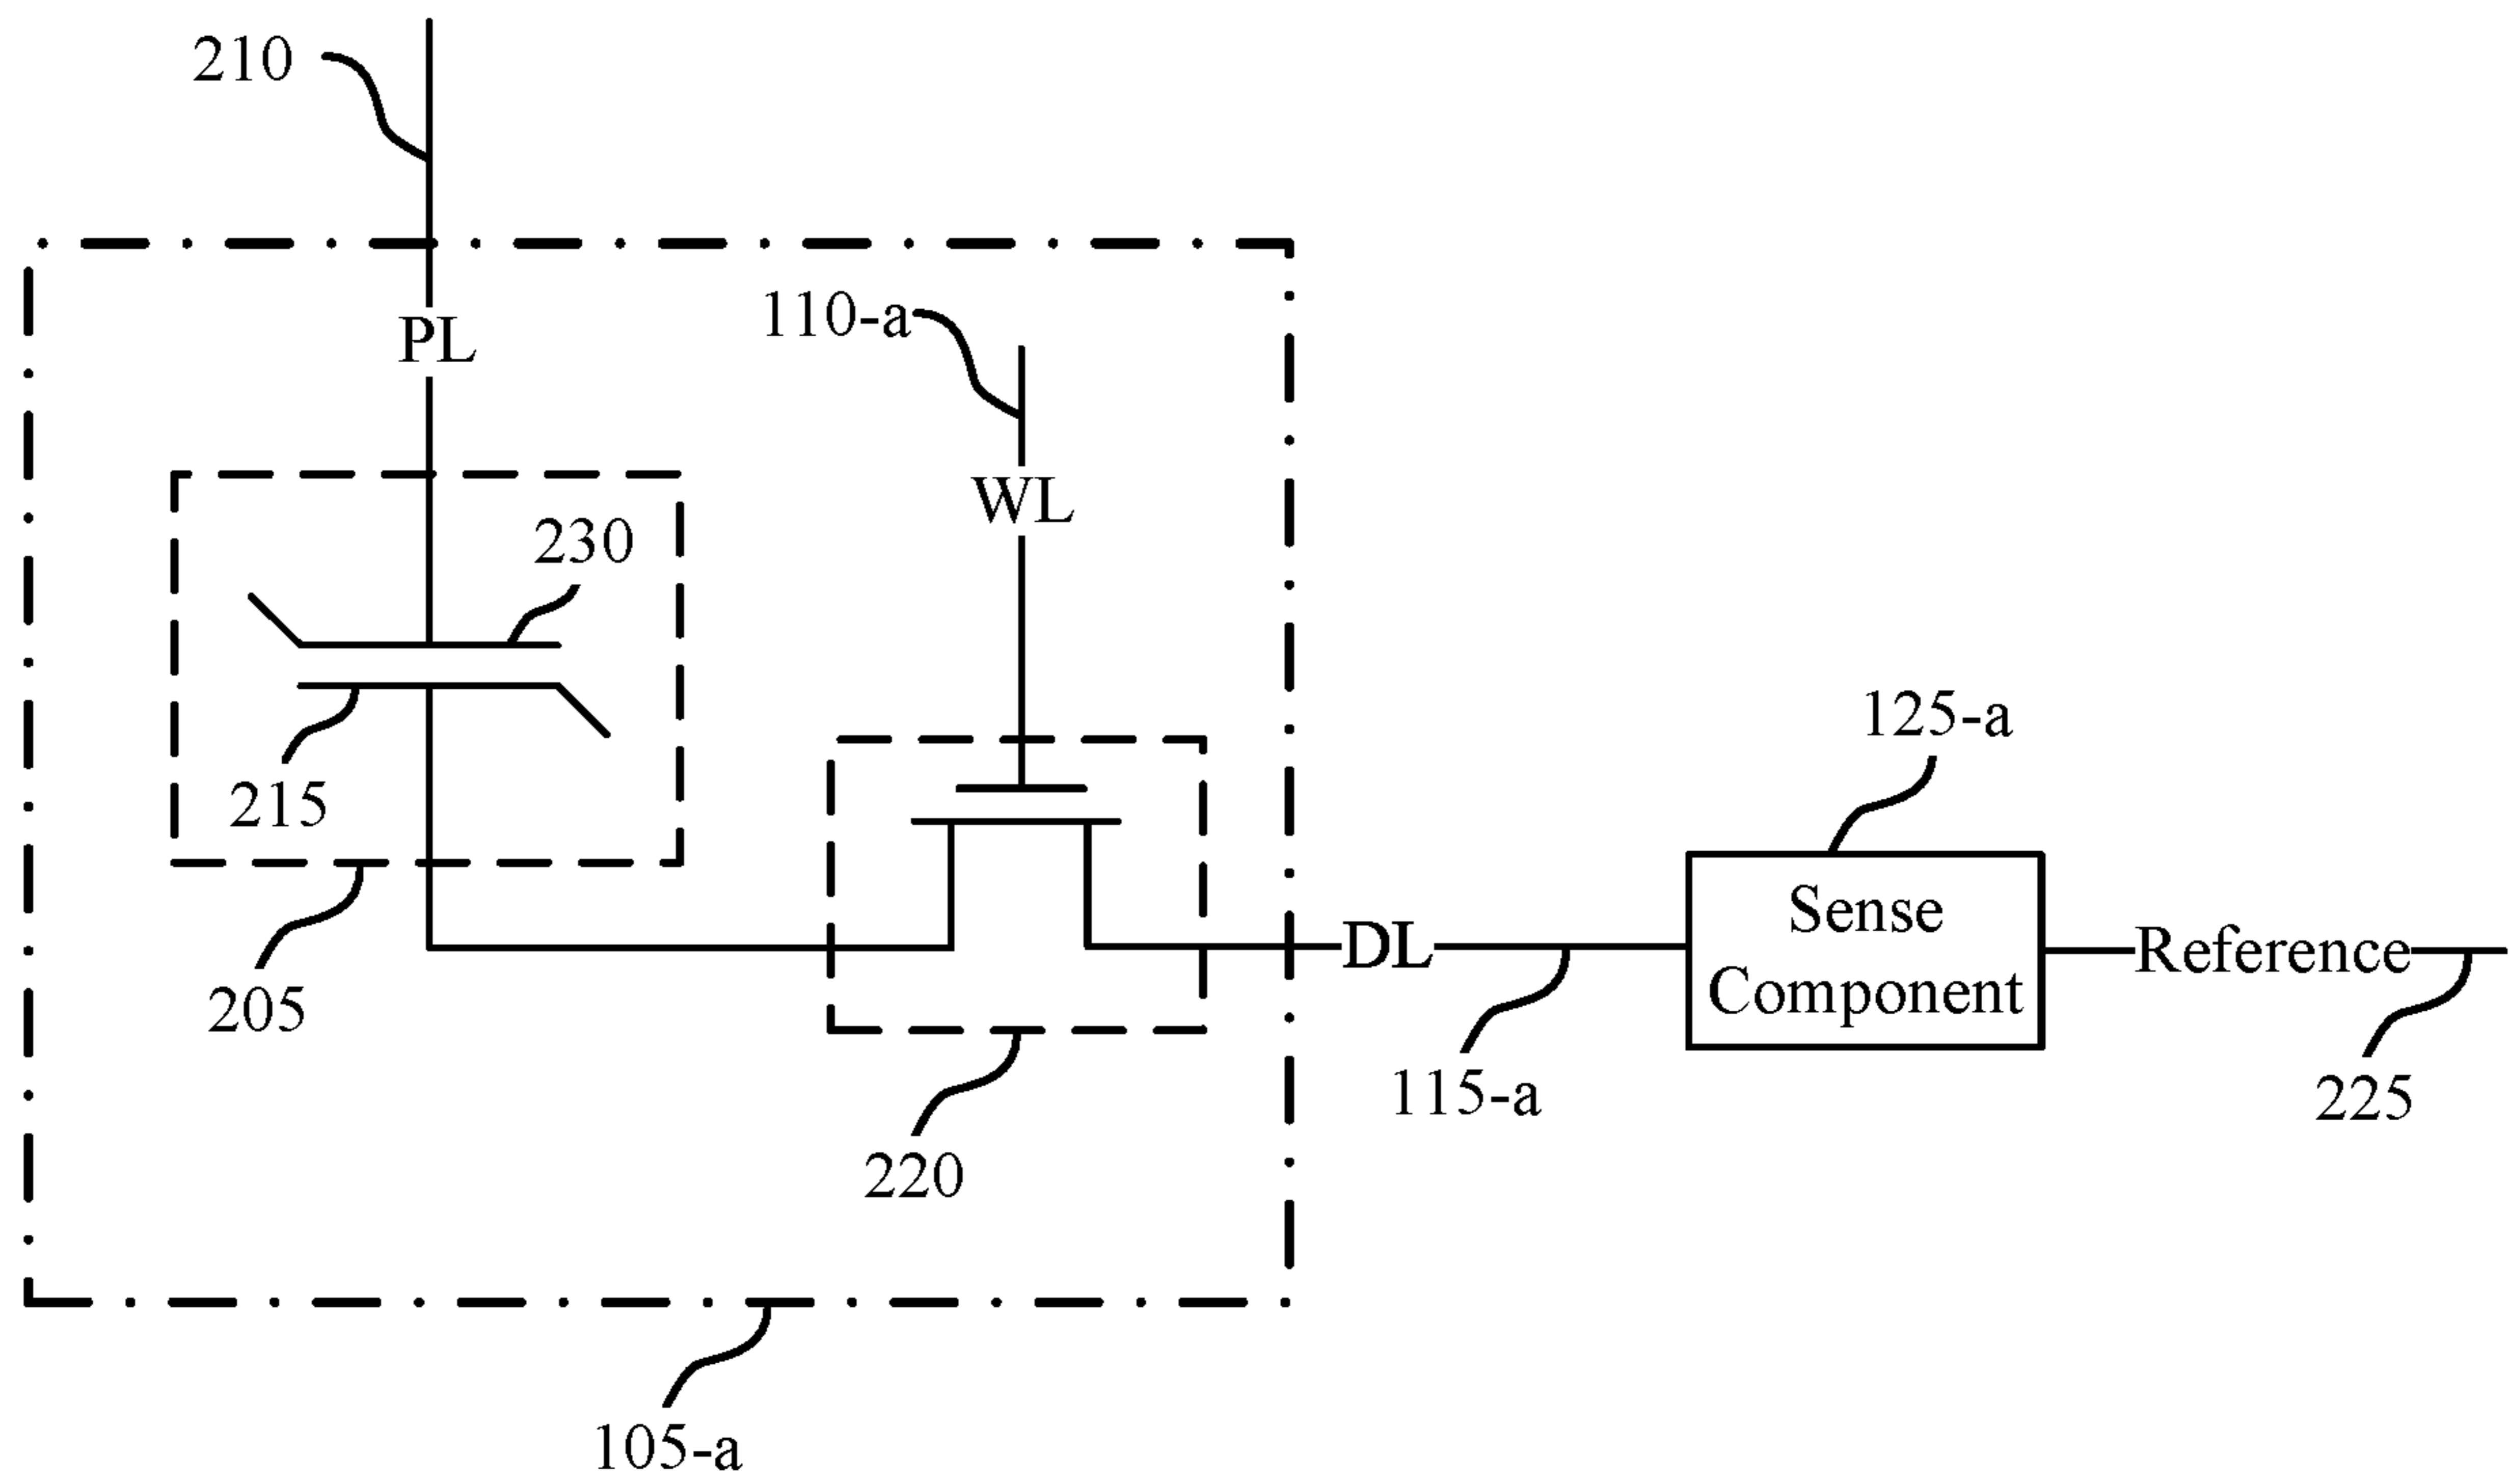 210
110-a
PL
WL
230
125-a
215
Sense
Component
DL
Reference
205
115-a
225
220
105-a